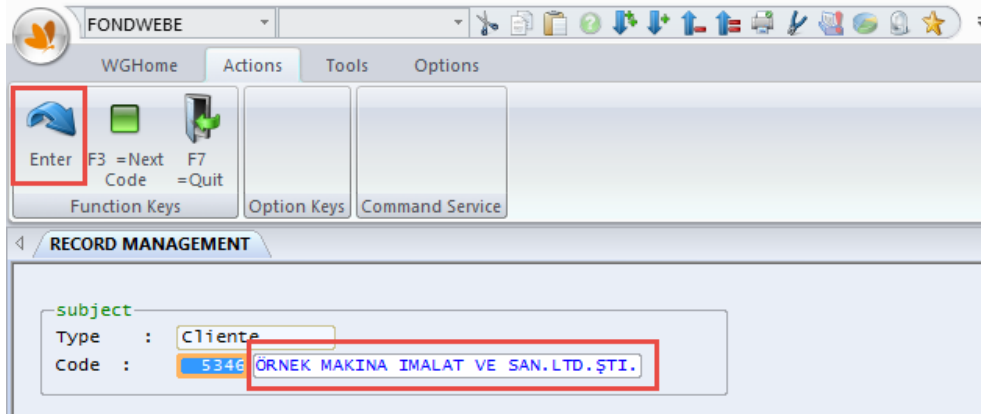 FONDWEBE
WGHome Actions Tools Options
Enter F3 =Next Code F7 =Quit
Function Keys Option Keys Command Service
RECORD MANAGEMENT
subject
Type : Cliente
Code : 5346 ÖRNEK MAKINA IMALAT VE SAN.LTD.ŞTI.